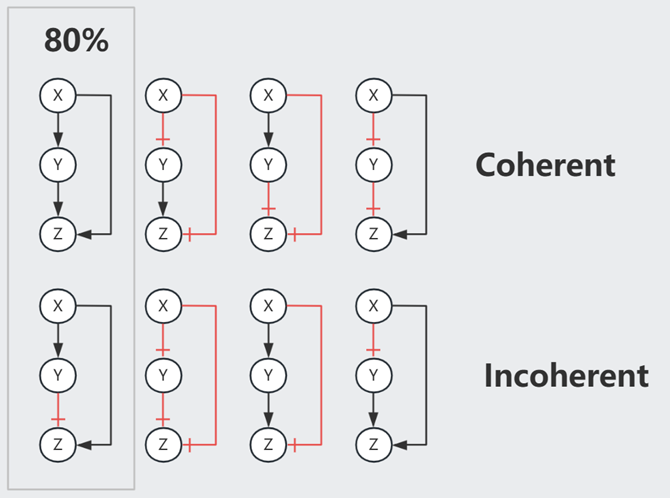 80%
X X X X
Y Y Y Y
Coherent
Z Z Z Z
X X X X
Y Y Y Y
Incoherent
Z Z Z Z